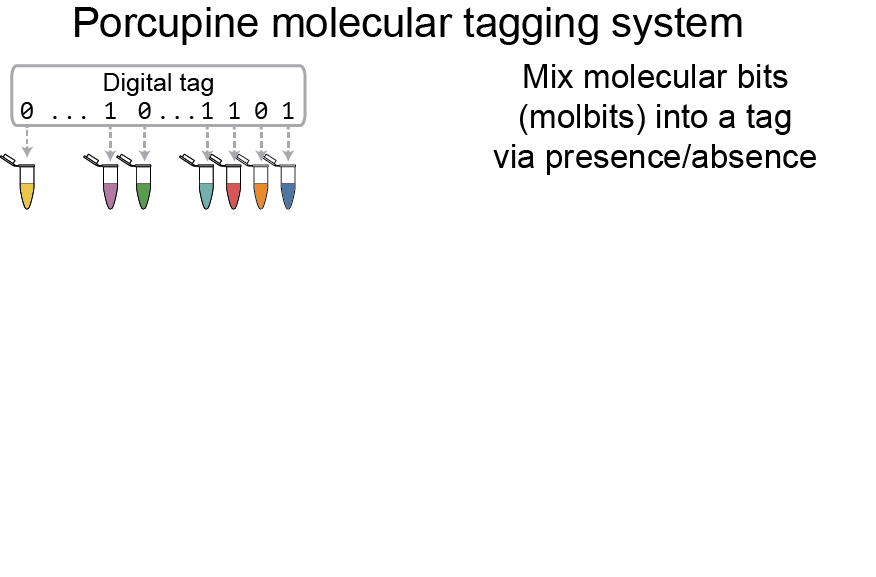 Porcupine molecular tagging system
Digital tag
0 ... 1 0...1 1 0 1
Mix molecular bits
(molbits) into a tag
via presence/absence